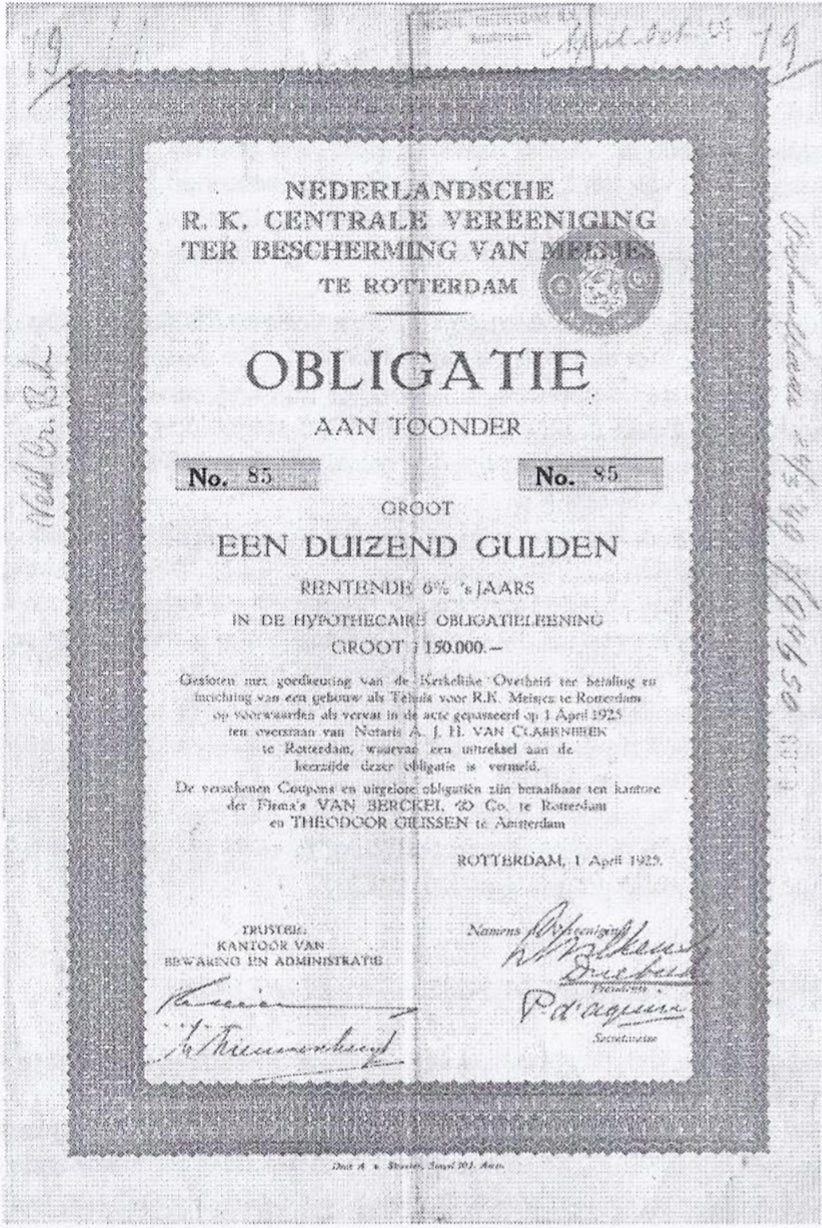 19
April Oct
19
NEDERLANDSCHE
R. K. CENTRALE VEREENIGING
TER BESCHERMING VAN MEISJES
TE ROTTERDAM
OBLIGATIE
AAN TOONDER
No. 85
No. 85
GROOT
EEN DUIZEND GULDEN
RENTENDE 6% 's JAARS
IN DE HYPOTHECAIRE OBLIGATIELEENING
GROOT f 150.000.—
Gesloten met goedkeuring van de Kerkelijke Overheid ter betaling en
inrichting van een gebouw als Tehuis voor R.K. Meisjes te Rotterdam
op voorwaarden als vervat in de acte gepasseerd op 1 April 1925
ten overstaan van Notaris A. J. H. VAN CLARENBEEK
te Rotterdam, waarvan een uittreksel aan de
keerzijde dezer obligatie is vermeld.
De verschenen Coupons en uitgelote obligatiën zijn betaalbaar ten kantore
der Firma's VAN BERCKEL & Co. te Rotterdam
en THEODOOR GILISSEN te Amsterdam
ROTTERDAM, 1 April 1925.
TRUSTEE:
KANTOOR VAN
BEWARING EN ADMINISTRATIE
Namens de Vereeniging
Presidente
P. d'aquin
Secretaresse